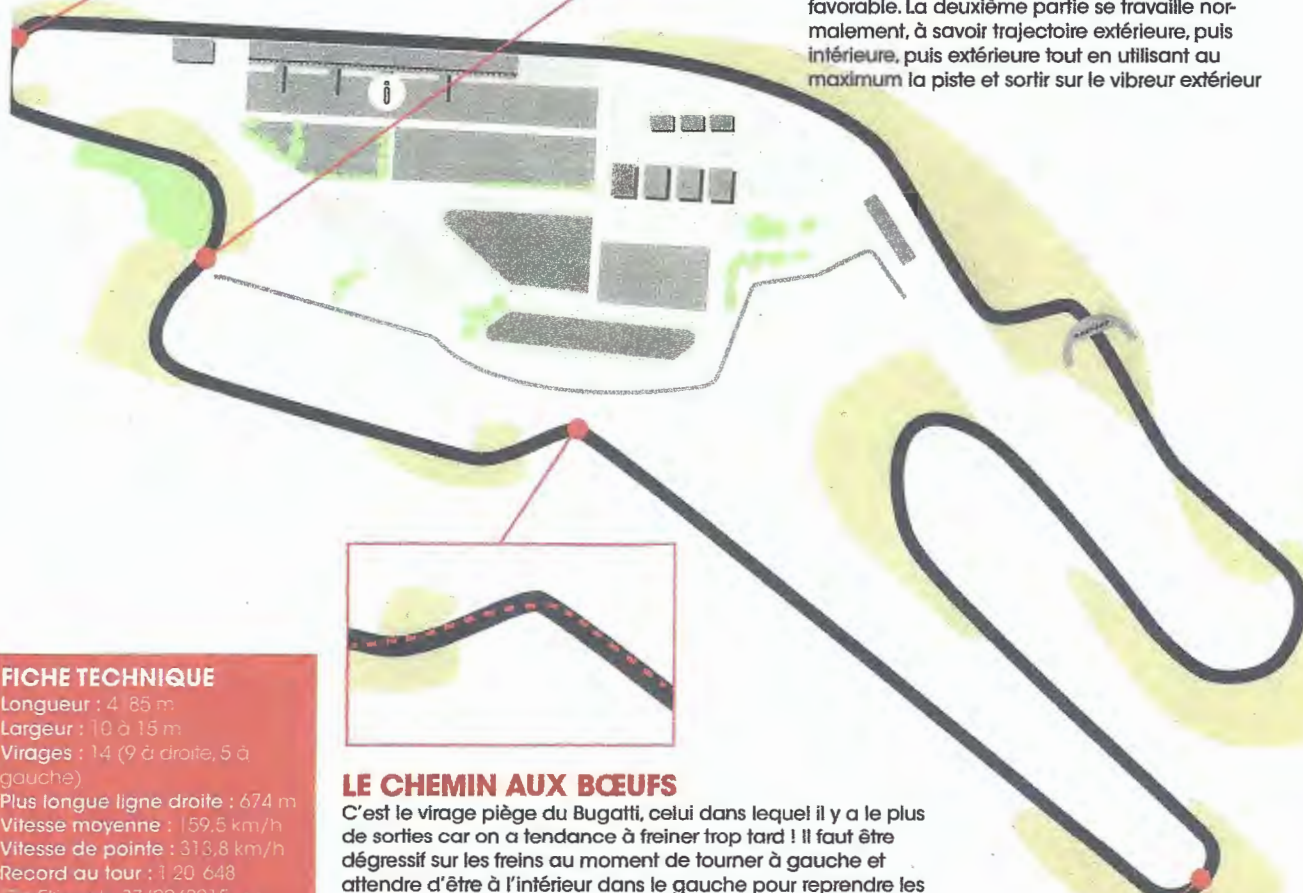 favorable. La deuxième partie se travaille nor-
malement, à savoir trajectoire extérieure, puis
intérieure, puis extérieure tout en utilisant au
maximum la piste et sortir sur le vibreur extérieur
FICHE TECHNIQUE
Longueur : 4 185 m
Largeur : 10 à 15 m
Virages : 14 (9 à droite, 5 à
gauche)
Plus longue ligne droite : 674 m
Vitesse moyenne : 159,5 km/h
Vitesse de pointe : 313,8 km/h
Record au tour : 1 20 648
LE CHEMIN AUX BŒUFS
C'est le virage piège du Bugatti, celui dans lequel il y a le plus
de sorties car on a tendance à freiner trop tard ! Il faut être
dégressif sur les freins au moment de tourner à gauche et
attendre d'être à l'intérieur dans le gauche pour reprendre les